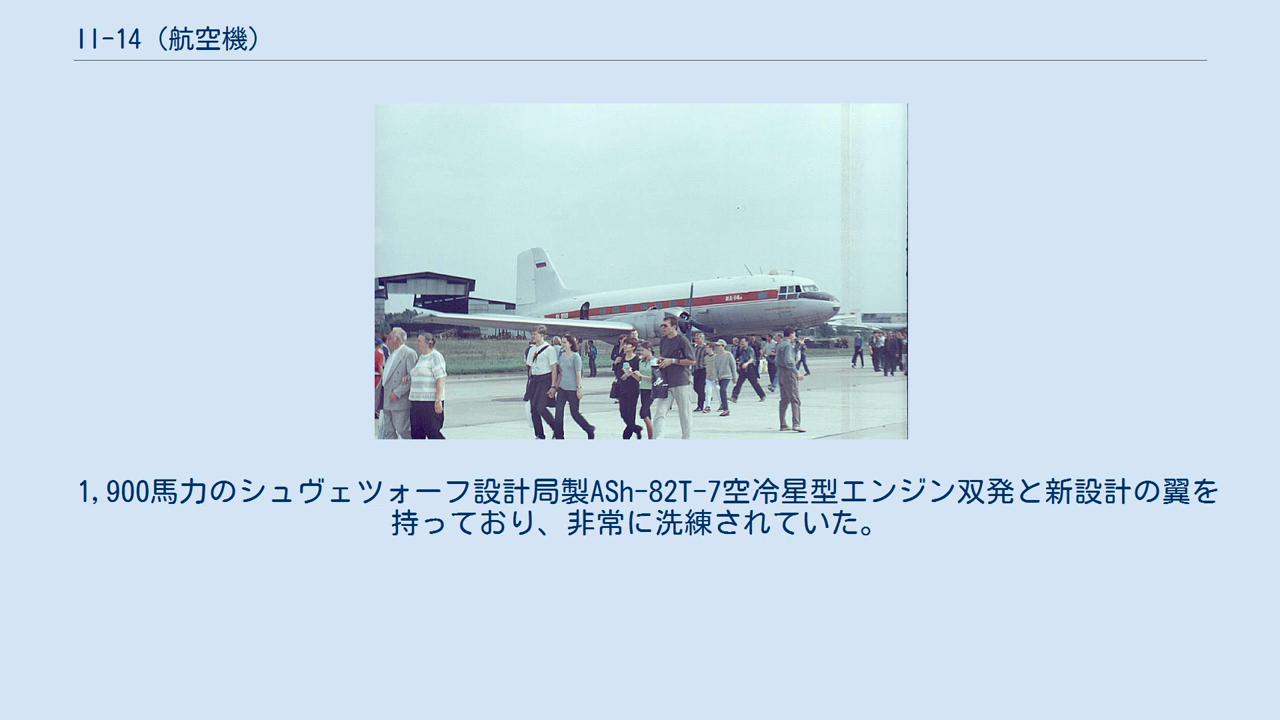 Il-14（航空機）
ИЛ-14п
1,900馬力のシュヴェツォーフ設計局製ASh-82T-7空冷星型エンジン双発と新設計の翼を
持っており、非常に洗練されていた。